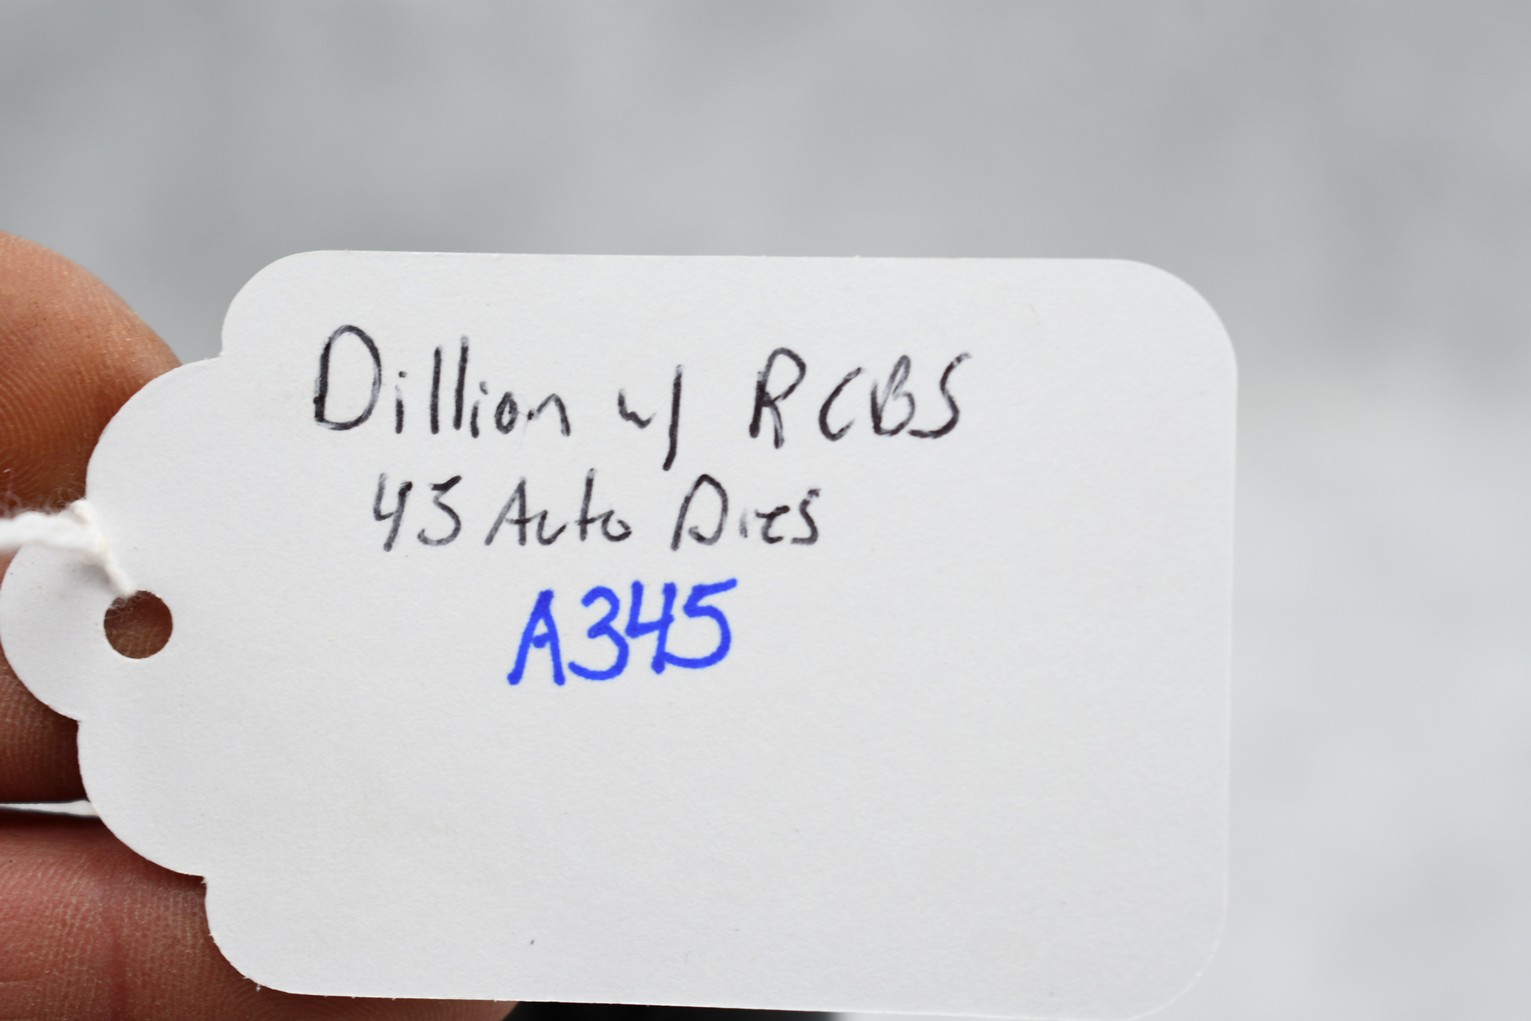 Dillion w/ RCBS
45 Auto Dies
A345